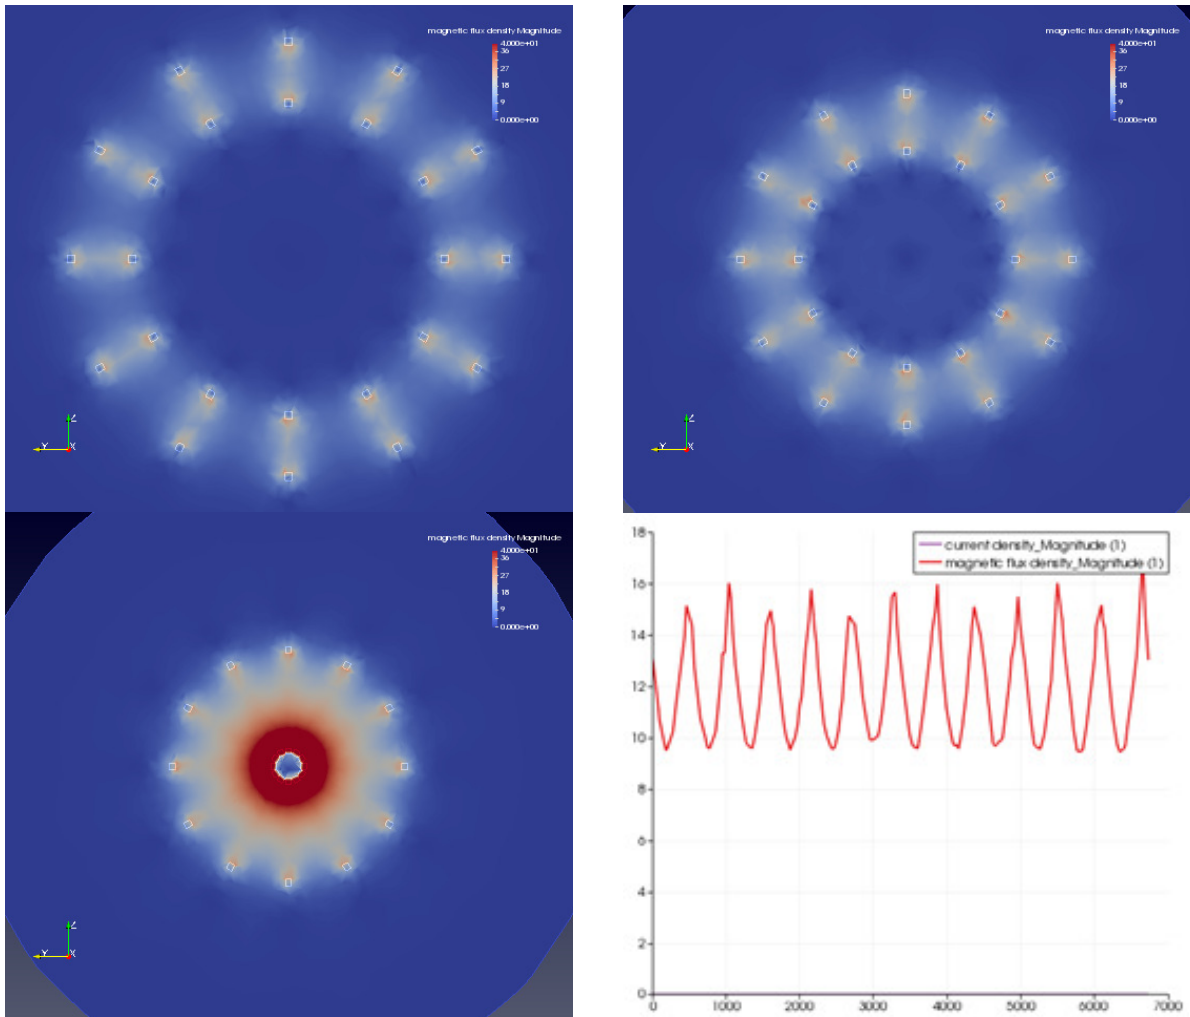 magnetic flux density Magnitude
4.000e+01
36
27
18
9
0.000e+00
Z
Y
X
magnetic flux density Magnitude
4.000e+01
36
27
18
9
0.000e+00
Z
Y
X
magnetic flux density Magnitude
4.000e+01
36
27
18
9
0.000e+00
Z
Y
X
18
16
14
12
10
8
6
4
2
0
current density_Magnitude (1)
magnetic flux density_Magnitude (1)
0 1000 2000 3000 4000 5000 6000 7000